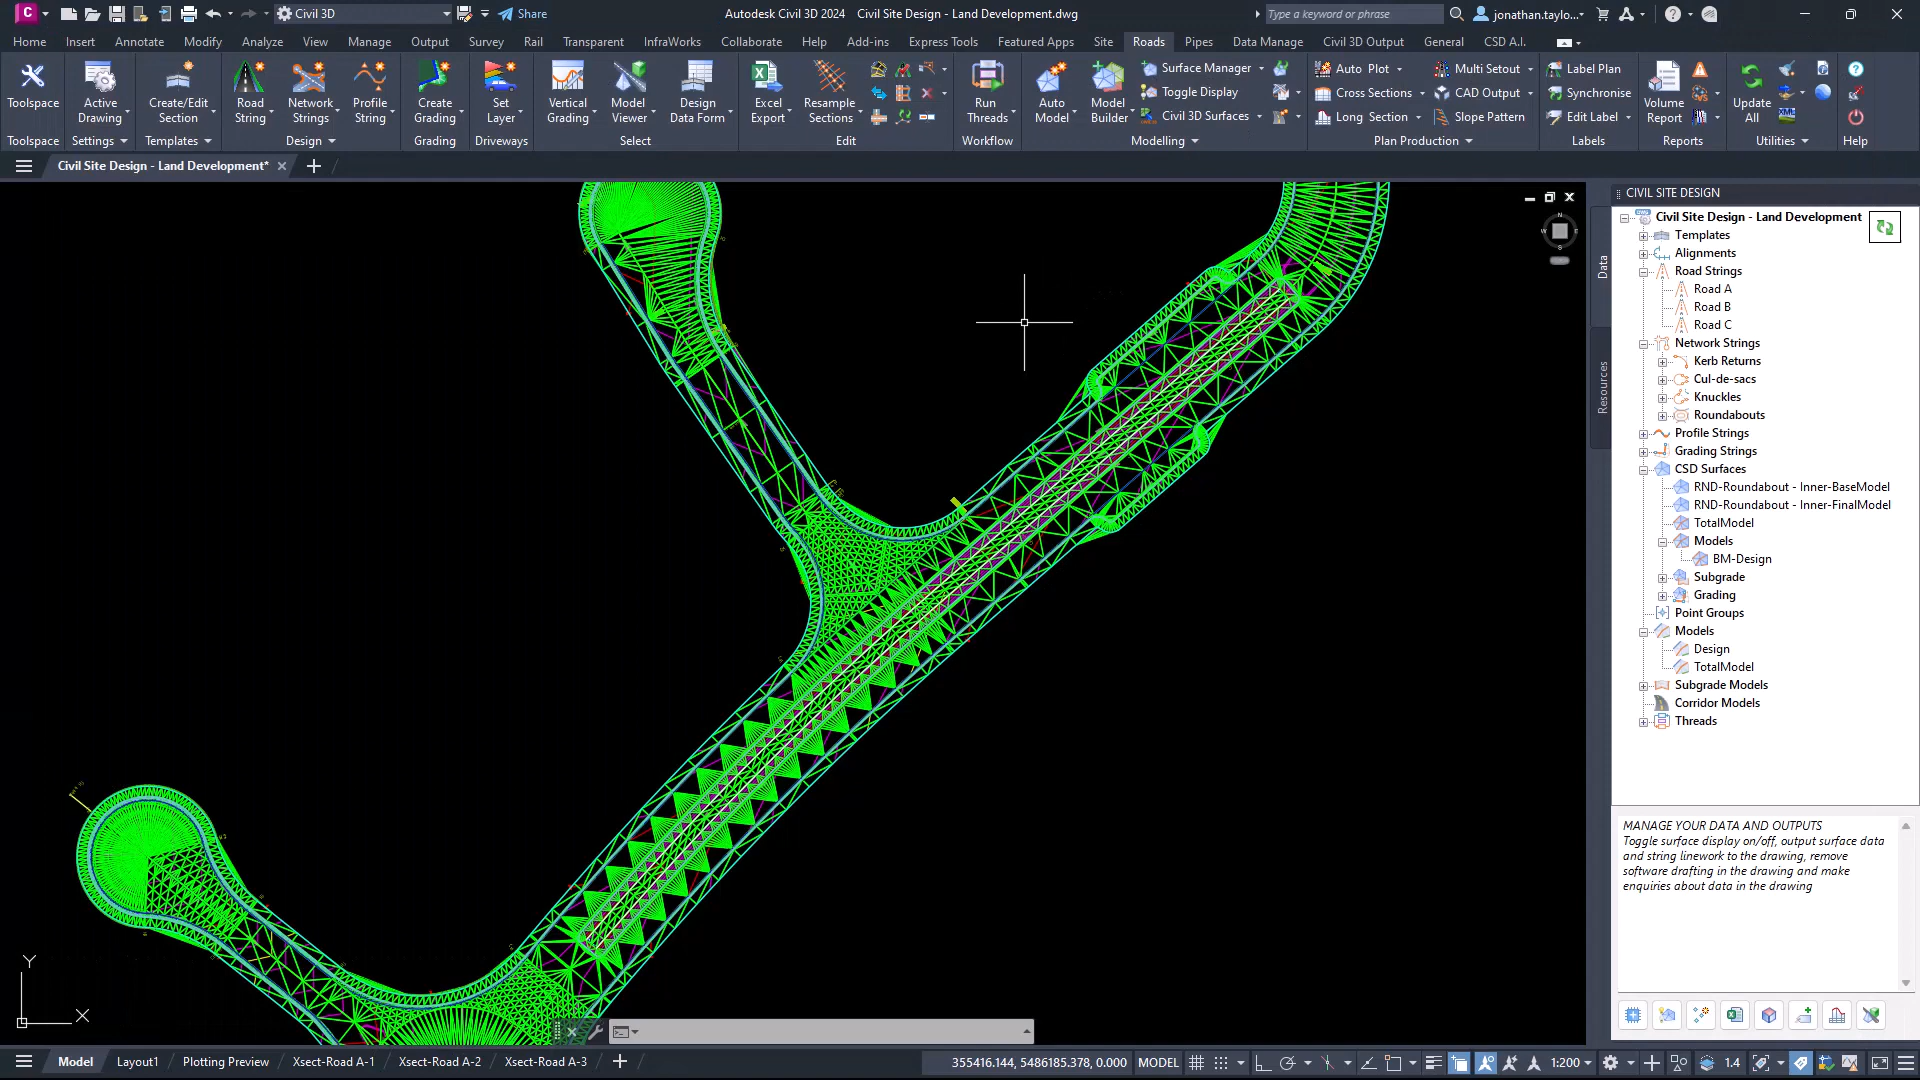 Civil 3D
Share
Autodesk Civil 3D 2024 Civil Site Design - Land Development.dwg
Type a keyword or phrase
jonathan.taylo...
Home Insert Annotate Modify Analyze View Manage Output Survey Rail Transparent InfraWorks Collaborate Help Add-ins Express Tools Featured Apps Site Roads Pipes Data Manage Civil 3D Output General CSD A.I.
Toolspace
Active Drawing
Create/Edit Section
Road String
Network Strings
Profile String
Create Grading
Set Layer
Vertical Grading
Model Viewer
Design Data Form
Excel Export
Resample Sections
Run Threads
Auto Model
Model Builder
Surface Manager
Toggle Display
Civil 3D Surfaces
Auto Plot
Cross Sections
Long Section
Multi Setout
CAD Output
Slope Pattern
Label Plan
Synchronise
Edit Label
Volume Report
Update All
Toolspace Settings Templates Design Grading Driveways Select Edit Workflow Modelling Plan Production Labels Reports Utilities Help
Civil Site Design - Land Development*
N
W
S
CIVIL SITE DESIGN
Data
Resources
Civil Site Design - Land Development
Templates
Alignments
Road Strings
Road A
Road B
Road C
Network Strings
Kerb Returns
Cul-de-sacs
Knuckles
Roundabouts
Profile Strings
Grading Strings
CSD Surfaces
RND-Roundabout - Inner-BaseModel
RND-Roundabout - Inner-FinalModel
TotalModel
Models
BM-Design
Subgrade
Grading
Point Groups
Models
Design
TotalModel
Subgrade Models
Corridor Models
Threads
MANAGE YOUR DATA AND OUTPUTS
Toggle surface display on/off, output surface data
and string linework to the drawing, remove
software drafting in the drawing and make
enquiries about data in the drawing
Y
X
Model Layout1 Plotting Preview Xsect-Road A-1 Xsect-Road A-2 Xsect-Road A-3
355416.144, 5486185.378, 0.000 MODEL
1:200
1.4